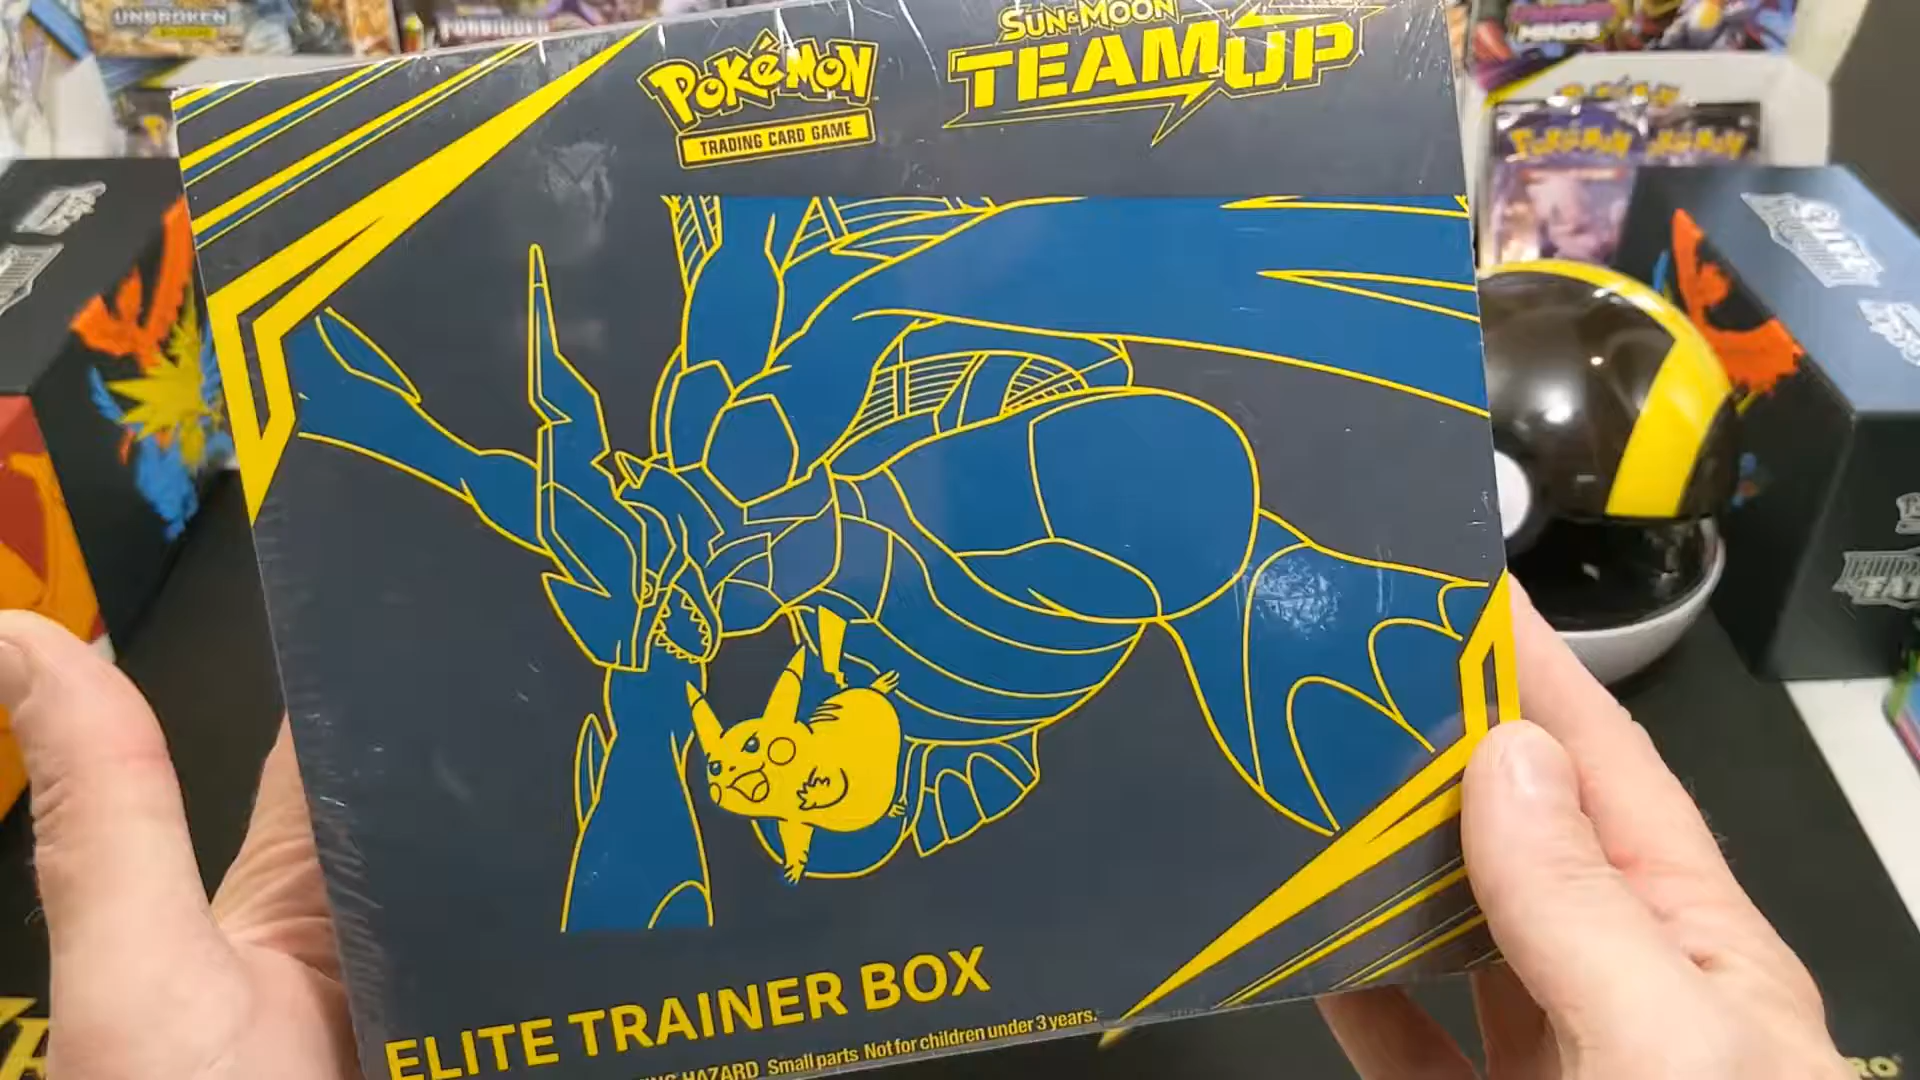 UNBROKEN
FORBIDDEN
MINDS
SUN & MOON
TEAM UP
POKéMON
TRADING CARD GAME
Pokémon
ELITE TRAINER BOX
HAZARD Small parts Not for children under 3 years.